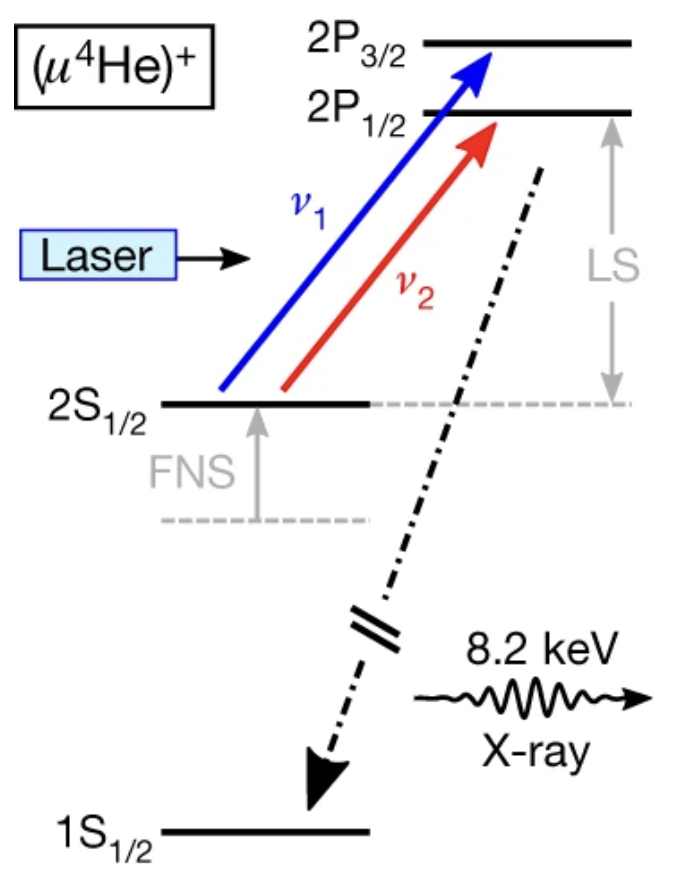 (μ⁴He)⁺
2P₃/₂
2P₁/₂
ν₁
Laser
ν₂
LS
2S₁/₂
FNS
8.2 keV
X-ray
1S₁/₂